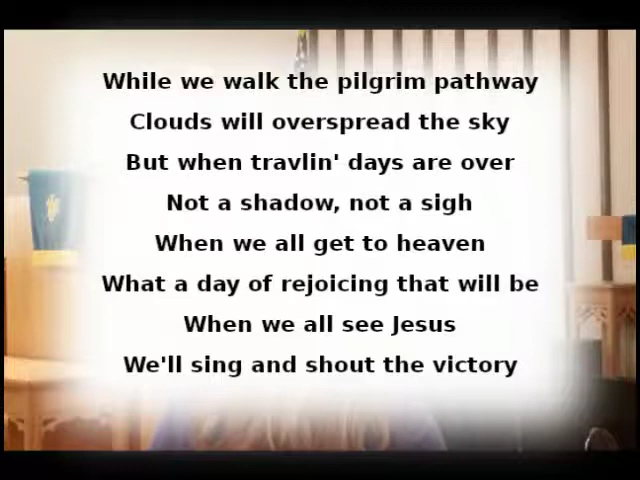 While we walk the pilgrim pathway
Clouds will overspread the sky
But when travlin' days are over
Not a shadow, not a sigh
When we all get to heaven
What a day of rejoicing that will be
When we all see Jesus
We'll sing and shout the victory